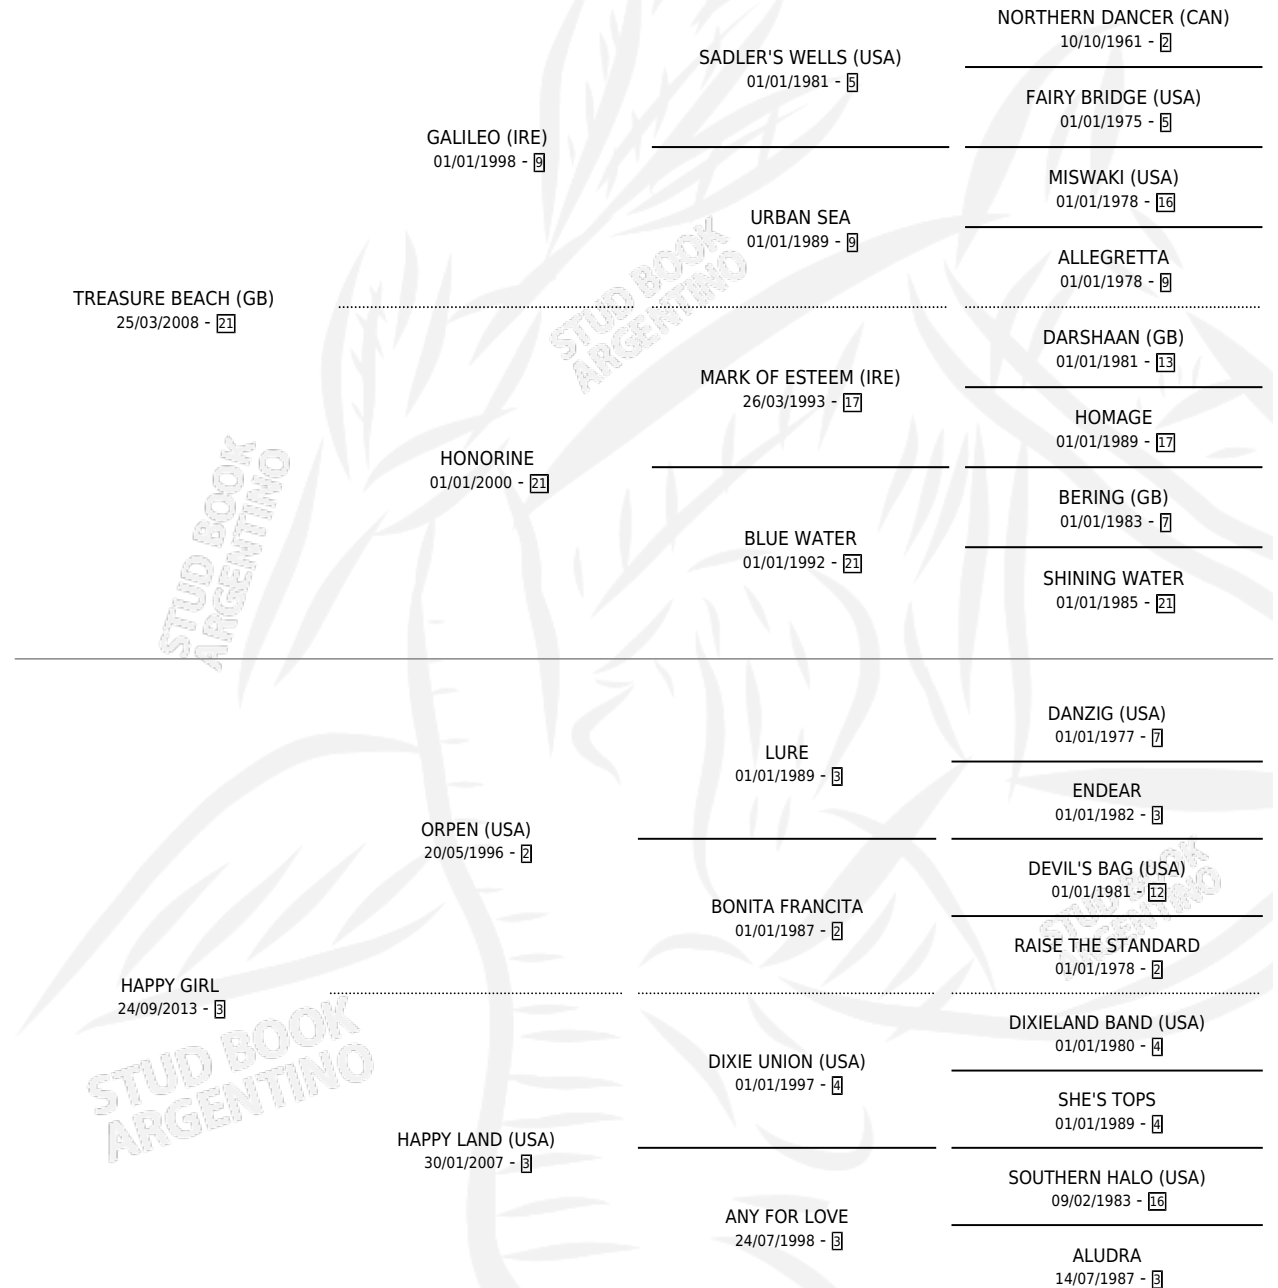 NORTHERN DANCER (CAN)
10/10/1961 - 2
SADLER'S WELLS (USA)
01/01/1981 - 5
FAIRY BRIDGE (USA)
01/01/1975 - 5
GALILEO (IRE)
01/01/1998 - 9
MISWAKI (USA)
01/01/1978 - 16
URBAN SEA
01/01/1989 - 9
ALLEGRETTA
01/01/1978 - 9
TREASURE BEACH (GB)
25/03/2008 - 21
DARSHAAN (GB)
01/01/1981 - 13
MARK OF ESTEEM (IRE)
26/03/1993 - 17
HOMAGE
01/01/1989 - 17
HONORINE
01/01/2000 - 21
BERING (GB)
01/01/1983 - 7
BLUE WATER
01/01/1992 - 21
SHINING WATER
01/01/1985 - 21
DANZIG (USA)
01/01/1977 - 7
LURE
01/01/1989 - 3
ENDEAR
01/01/1982 - 3
ORPEN (USA)
20/05/1996 - 2
DEVIL'S BAG (USA)
01/01/1981 - 12
BONITA FRANCITA
01/01/1987 - 2
RAISE THE STANDARD
01/01/1978 - 2
HAPPY GIRL
24/09/2013 - 3
DIXIELAND BAND (USA)
01/01/1980 - 4
DIXIE UNION (USA)
01/01/1997 - 4
SHE'S TOPS
01/01/1989 - 4
HAPPY LAND (USA)
30/01/2007 - 3
SOUTHERN HALO (USA)
09/02/1983 - 16
ANY FOR LOVE
24/07/1998 - 3
ALUDRA
14/07/1987 - 3
STUD BOOK
ARGENTINO
STUD BOOK
ARGENTINO
STUD BOOK
ARGENTINO
STUD BOOK
ARGENTINO